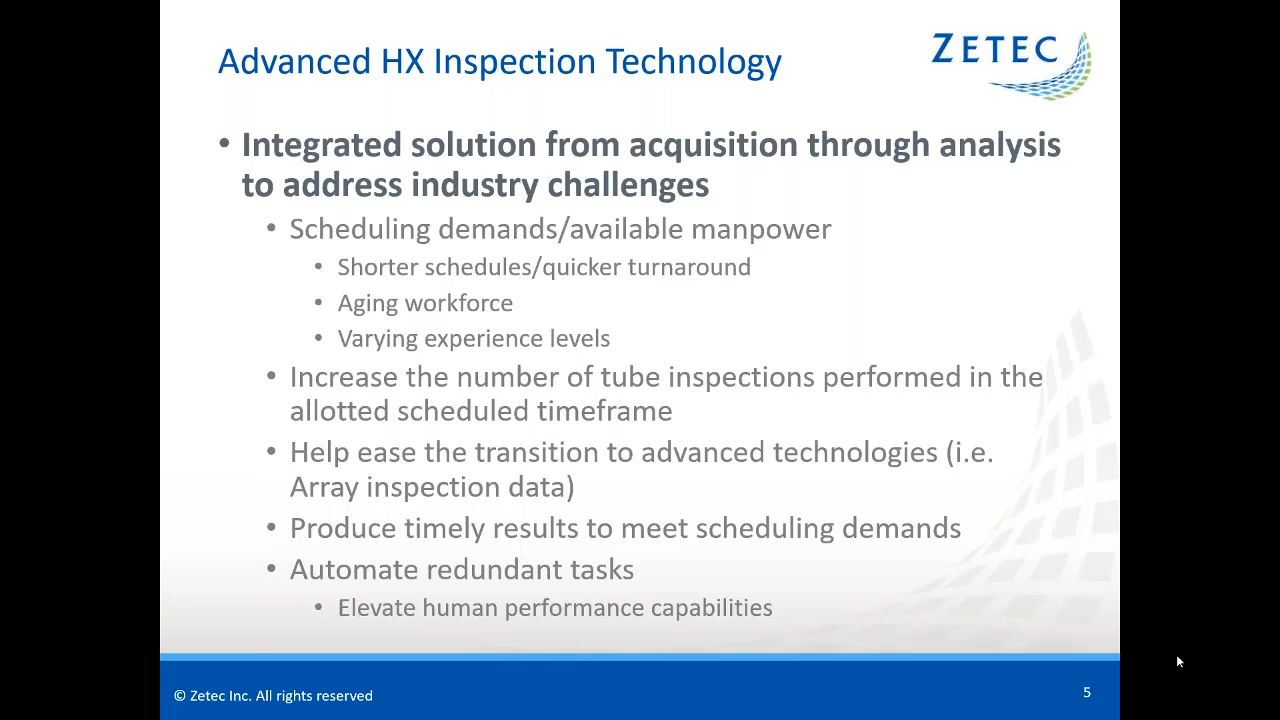 Advanced HX Inspection Technology
ZETEC
• Integrated solution from acquisition through analysis
to address industry challenges
• Scheduling demands/available manpower
• Shorter schedules/quicker turnaround
• Aging workforce
• Varying experience levels
• Increase the number of tube inspections performed in the
allotted scheduled timeframe
• Help ease the transition to advanced technologies (i.e.
Array inspection data)
• Produce timely results to meet scheduling demands
• Automate redundant tasks
• Elevate human performance capabilities
© Zetec Inc. All rights reserved
5